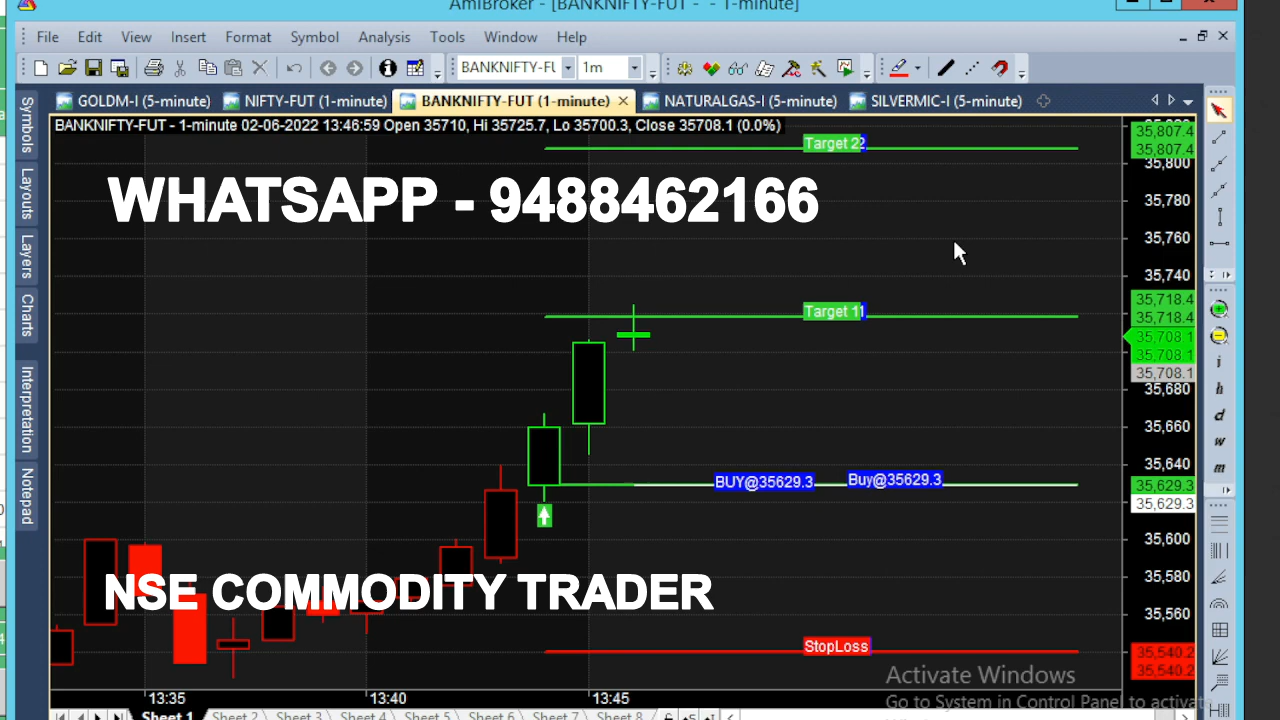 AmiBroker - [BANKNIFTY-FUT - - 1-minute]
File Edit View Insert Format Symbol Analysis Tools Window Help
BANKNIFTY-FU 1m
GOLDM-I (5-minute) NIFTY-FUT (1-minute) BANKNIFTY-FUT (1-minute) NATURALGAS-I (5-minute) SILVERMIC-I (5-minute)
BANKNIFTY-FUT - 1-minute 02-06-2022 13:46:59 Open 35710, Hi 35725.7, Lo 35700.3, Close 35708.1 (0.0%)
Symbols
Layouts
Layers
Charts
Interpretation
Notepad
Target 22
WHATSAPP - 9488462166
Target 11
BUY@35629.3 Buy@35629.3
NSE COMMODITY TRADER
StopLoss
35,807.4
35,807.4
35,800
35,780
35,760
35,740
35,718.4
35,718.4
35,708.1
35,708.1
35,708.1
35,680
35,660
35,640
35,629.3
35,629.3
35,600
35,580
35,560
35,540.2
35,540.2
i
h
d
w
m
Activate Windows
Go to System in Control Panel to activate
13:35 13:40 13:45
Sheet 1 Sheet 2 Sheet 3 Sheet 4 Sheet 5 Sheet 6 Sheet 7 Sheet 8